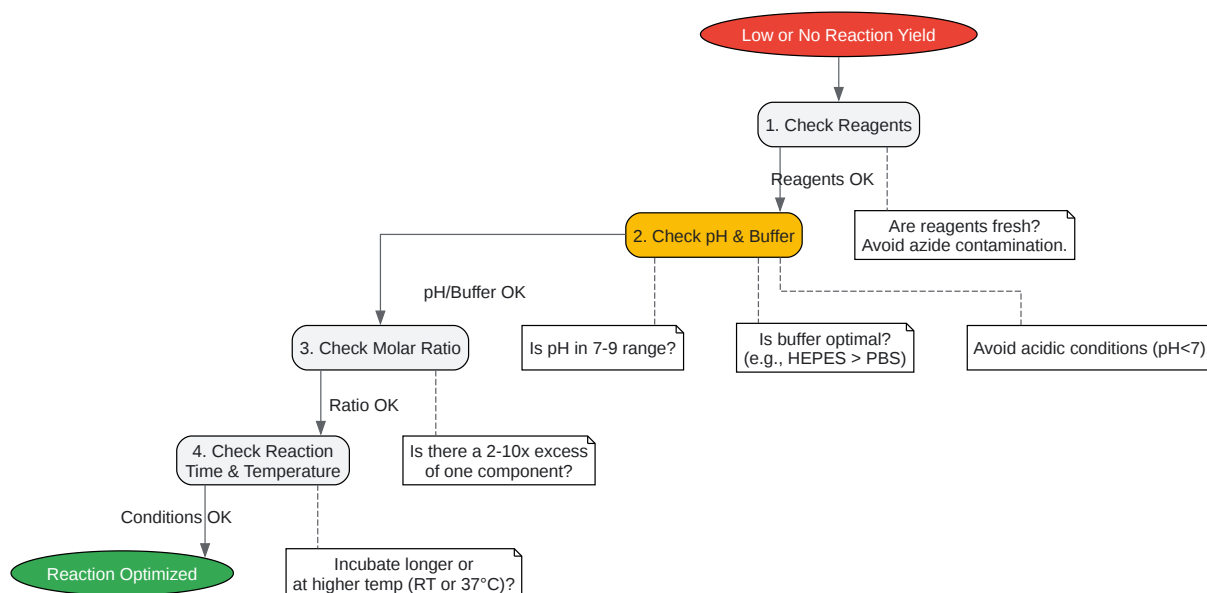 Low or No Reaction Yield
1. Check Reagents
Reagents OK
Are reagents fresh?
Avoid azide contamination.
2. Check pH & Buffer
pH/Buffer OK
Is pH in 7-9 range?
Is buffer optimal?
(e.g., HEPES > PBS)
Avoid acidic conditions (pH<7)
3. Check Molar Ratio
Ratio OK
Is there a 2-10x excess
of one component?
4. Check Reaction
Time & Temperature
Conditions OK
Incubate longer or
at higher temp (RT or 37°C)?
Reaction Optimized